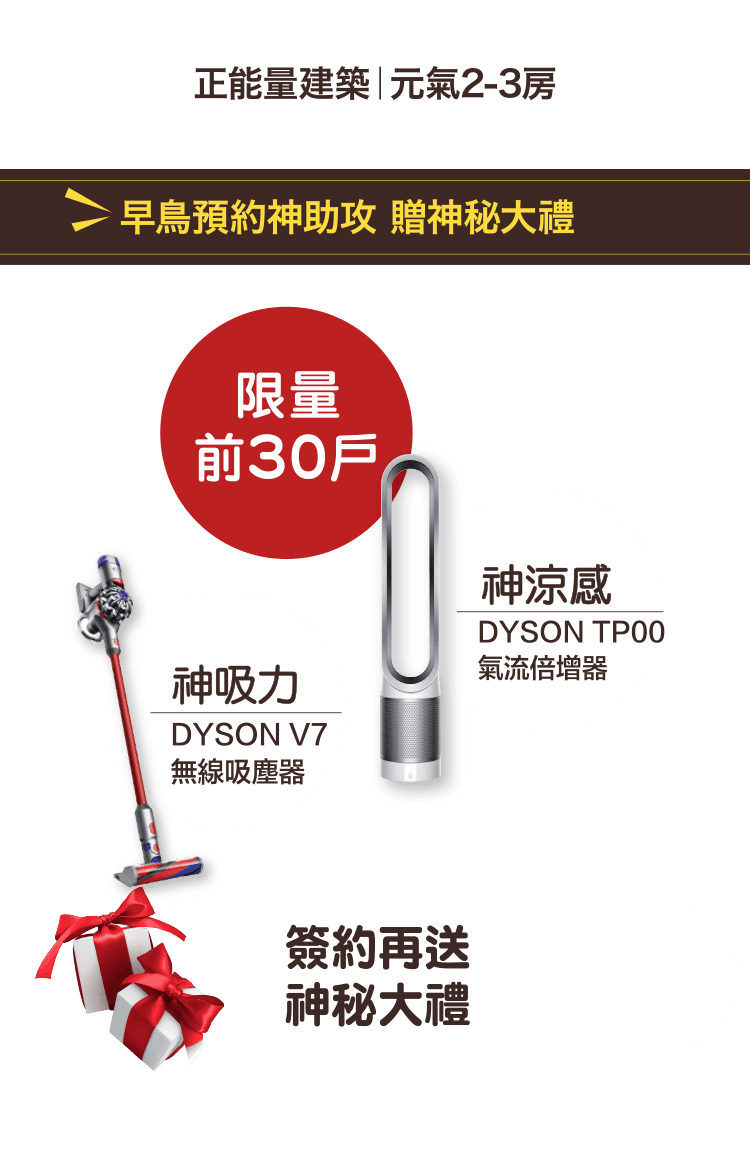 正能量建築|元氣2-3房
早鳥預約神助攻 贈神秘大禮
限量
前30戶
神涼感
DYSON TP00
氣流倍增器
神吸力
DYSON V7
無線吸塵器
簽約再送
神秘大禮